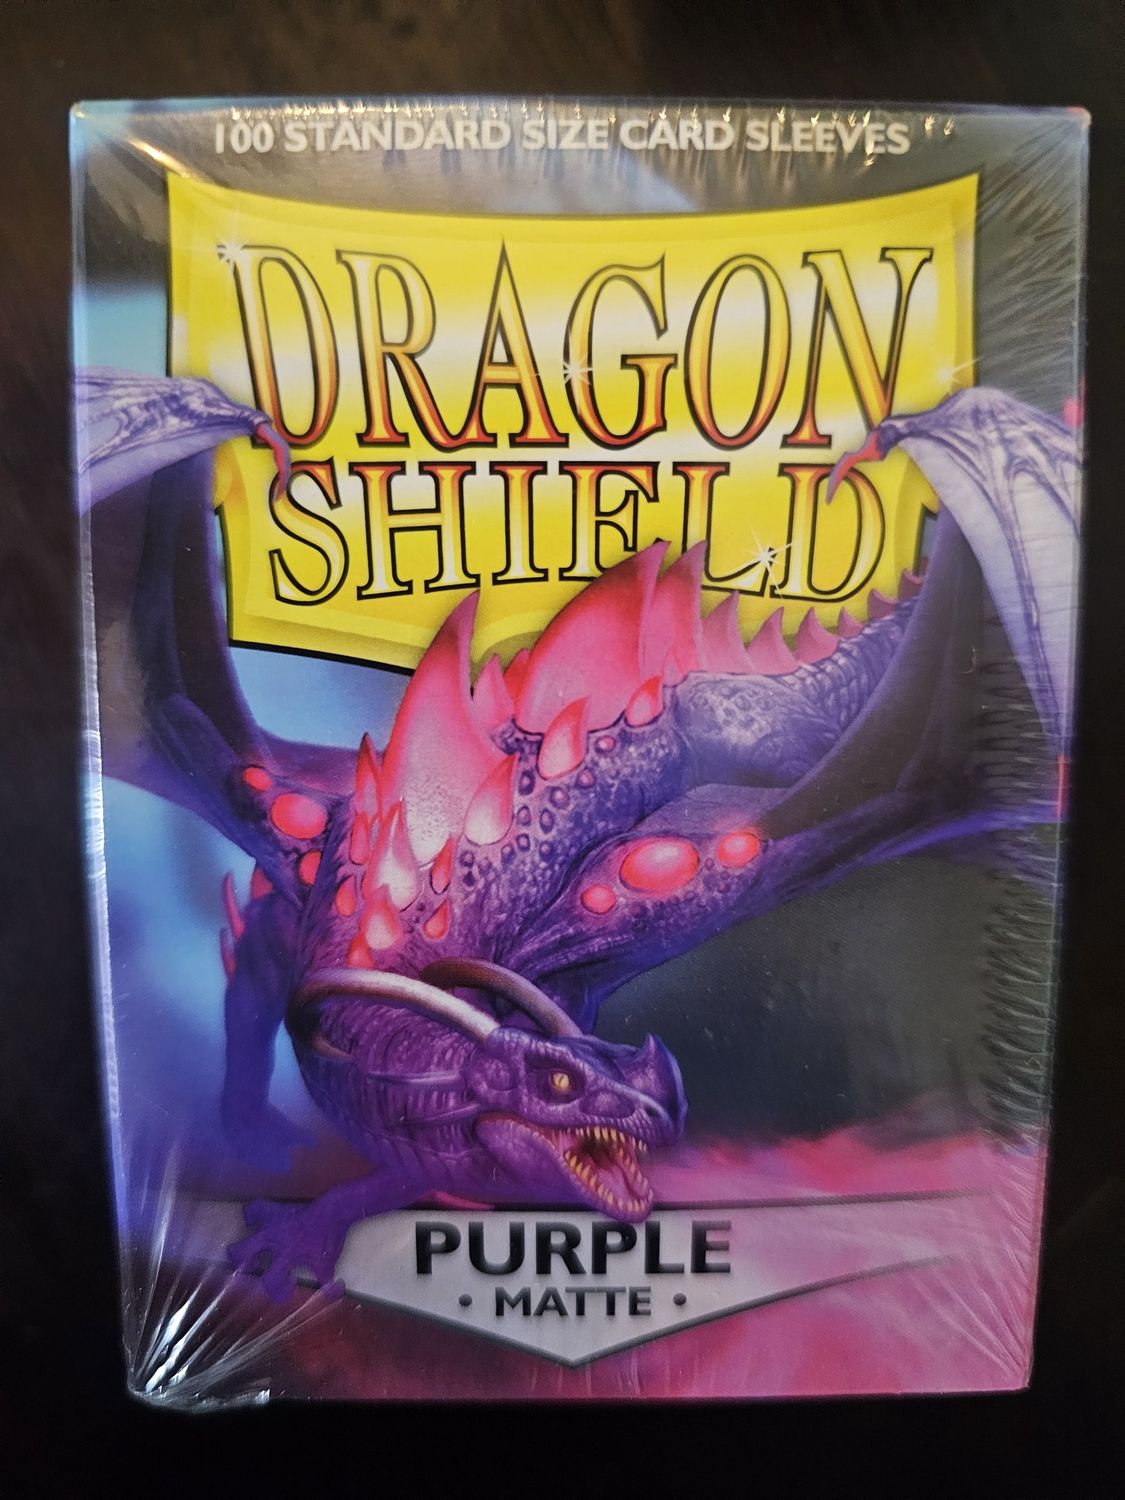 100 STANDARD SIZE CARD SLEEVES
DRAGON
SHIELD
PURPLE
• MATTE •